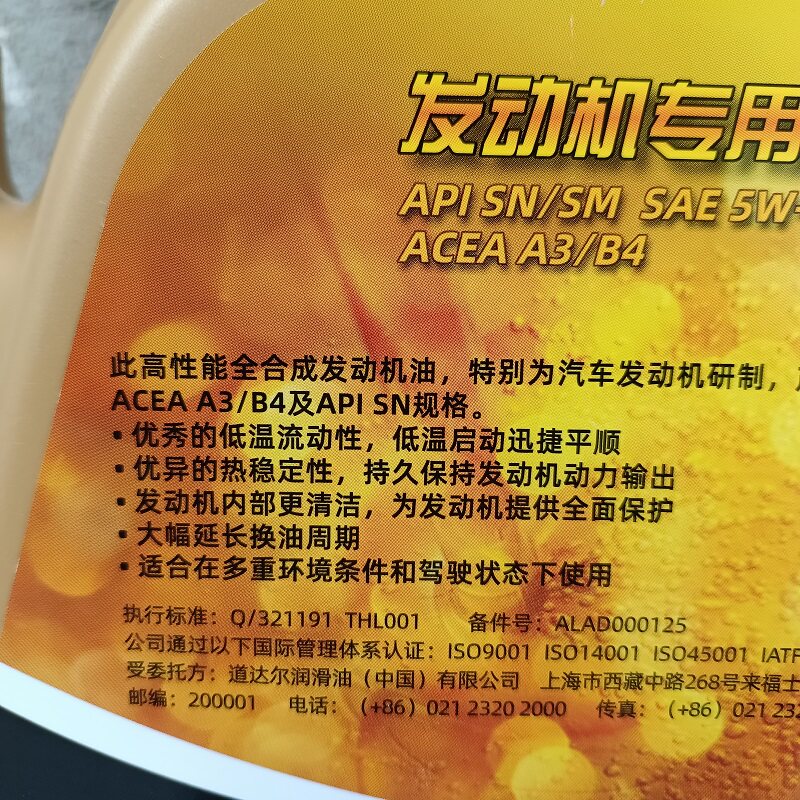 发动机专用
API SN/SM SAE 5W-
ACEA A3/B4
此高性能全合成发动机油，特别为汽车发动机研制，
ACEA A3/B4及API SN规格。
·优秀的低温流动性，低温启动迅捷平顺
·优异的热稳定性，持久保持发动机动力输出
·发动机内部更清洁，为发动机提供全面保护
·大幅延长换油周期
·适合在多重环境条件和驾驶状态下使用
执行标准：Q/321191 THL001 备件号：ALAD000125
公司通过以下国际管理体系认证：ISO9001 ISO14001 ISO45001 IATF
受委托方：道达尔润滑油（中国）有限公司 上海市西藏中路268号来福士
邮编：200001 电话：（+86）021 2320 2000 传真：（+86）021 232